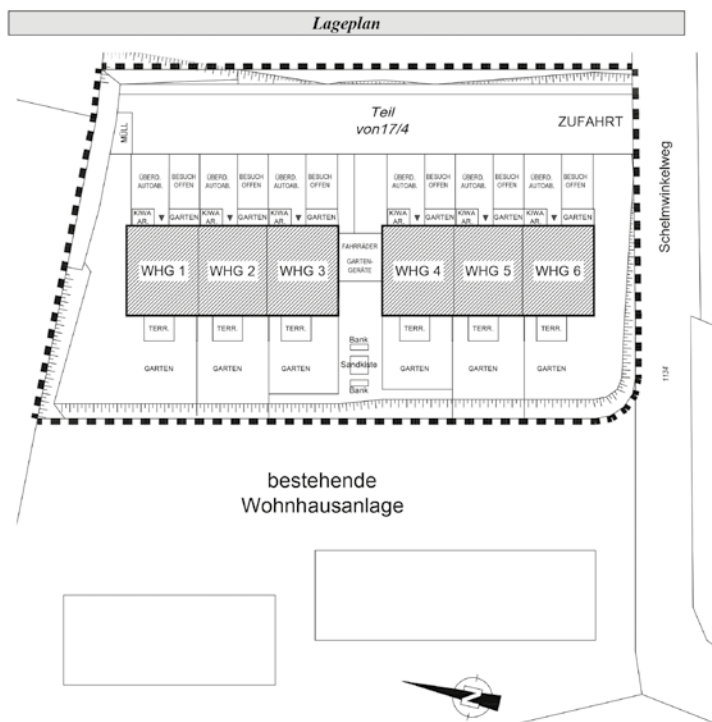 Lageplan
Teil
von17/4
ZUFAHRT
MÜLL
Schelmwinkelweg
ÜBERD.
AUTOAB.
BESUCH
OFFEN
ÜBERD.
AUTOAB.
BESUCH
OFFEN
ÜBERD.
AUTOAB.
BESUCH
OFFEN
ÜBERD.
AUTOAB.
BESUCH
OFFEN
ÜBERD.
AUTOAB.
BESUCH
OFFEN
ÜBERD.
AUTOAB.
BESUCH
OFFEN
KIWA
AR.
GARTEN
KIWA
AR.
GARTEN
KIWA
AR.
GARTEN
KIWA
AR.
GARTEN
KIWA
AR.
GARTEN
KIWA
AR.
GARTEN
FAHRRÄDER
GARTEN-
GERÄTE
WHG 1
WHG 2
WHG 3
WHG 4
WHG 5
WHG 6
TERR.
TERR.
TERR.
TERR.
TERR.
TERR.
Bank
Sandkiste
Bank
GARTEN
GARTEN
GARTEN
GARTEN
GARTEN
GARTEN
1134
bestehende
Wohnhausanlage
N